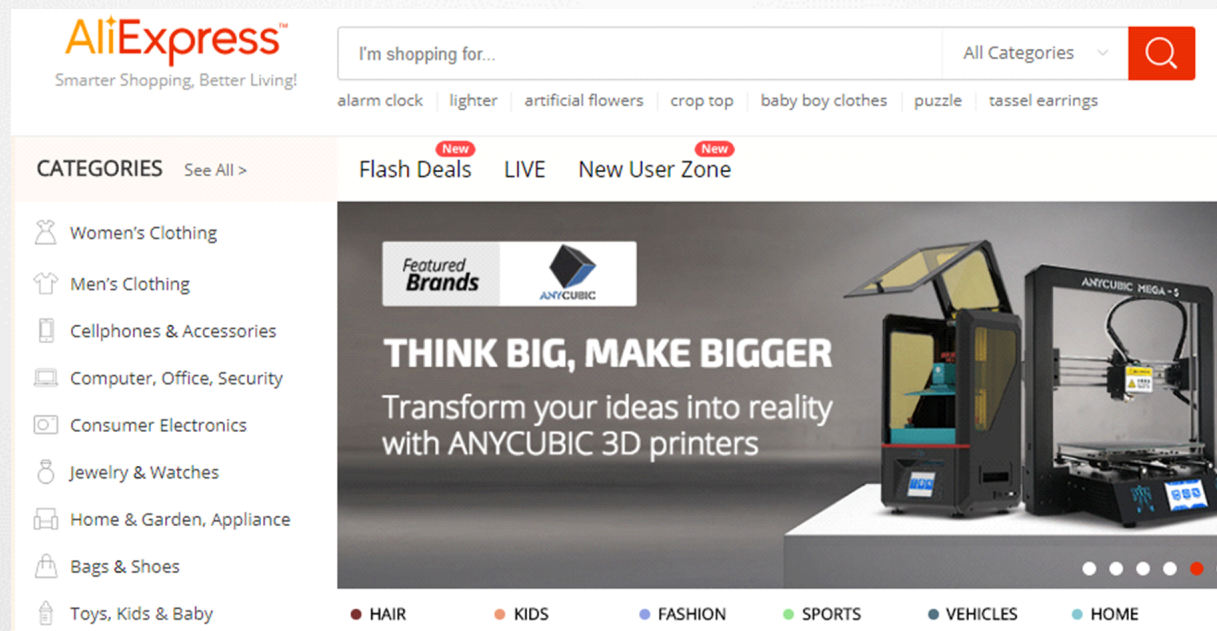 AliExpress™
Smarter Shopping, Better Living!
I'm shopping for...
All Categories
alarm clock
lighter
artificial flowers
crop top
baby boy clothes
puzzle
tassel earrings
CATEGORIES
See All >
New
Flash Deals
LIVE
New
New User Zone
Women's Clothing
Men's Clothing
Cellphones & Accessories
Computer, Office, Security
Consumer Electronics
Jewelry & Watches
Home & Garden, Appliance
Bags & Shoes
Toys, Kids & Baby
Featured
Brands
ANYCUBIC
THINK BIG, MAKE BIGGER
Transform your ideas into reality
with ANYCUBIC 3D printers
ANYCUBIC MEGA-S
HAIR
KIDS
FASHION
SPORTS
VEHICLES
HOME